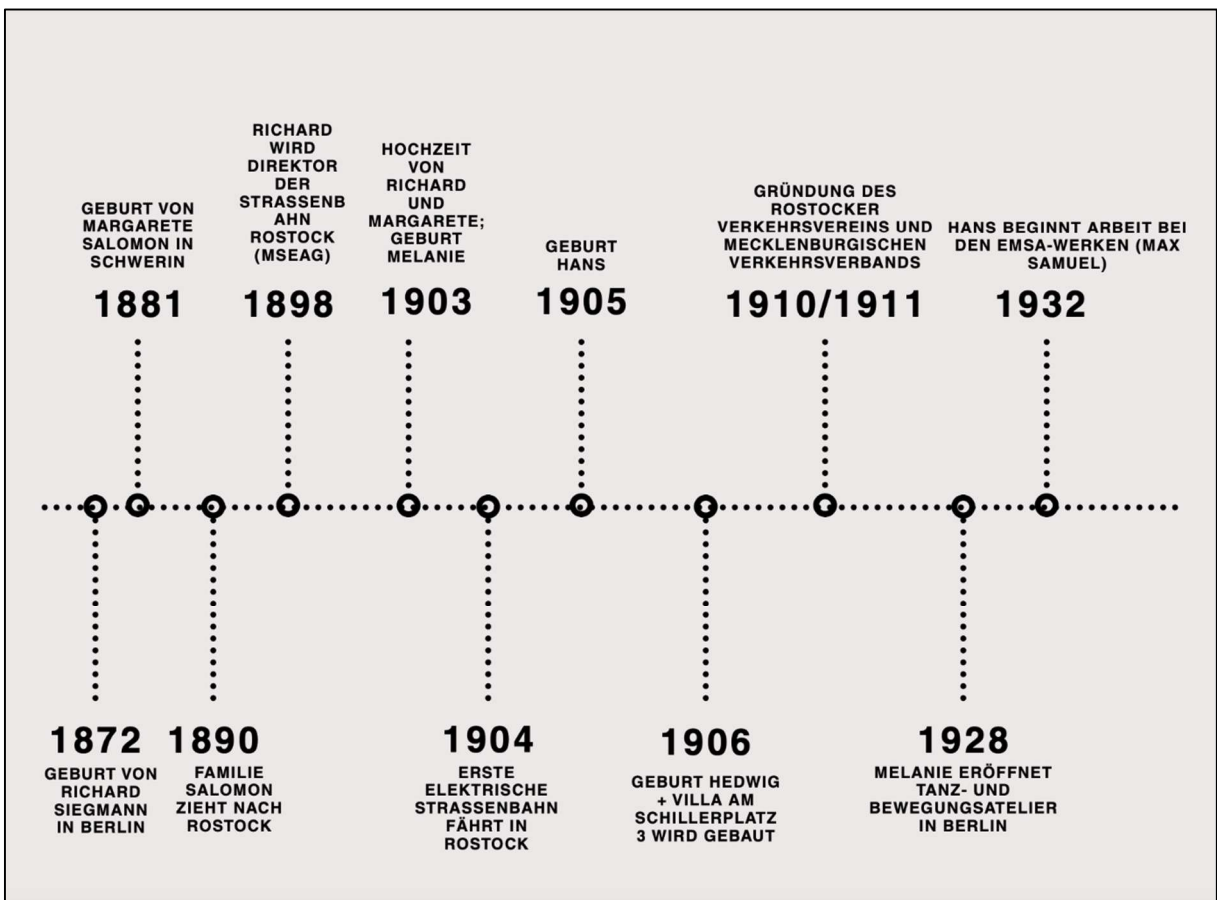 GEBURT VON
MARGARETE
SALOMON IN
SCHWERIN
1881
RICHARD
WIRD
DIREKTOR
DER
STRASSENB
AHN
ROSTOCK
(MSEAG)
1898
HOCHZEIT
VON
RICHARD
UND
MARGARETE;
GEBURT
MELANIE
1903
GEBURT
HANS
1905
GRÜNDUNG DES
ROSTOCKER
VERKEHRSVEREINS UND
MECKLENBURGISCHEN
VERKEHRSVERBANDS
1910/1911
HANS BEGINNT ARBEIT BEI
DEN EMSA-WERKEN (MAX
SAMUEL)
1932
1872
GEBURT VON
RICHARD
SIEGMANN
IN BERLIN
1890
FAMILIE
SALOMON
ZIEHT NACH
ROSTOCK
1904
ERSTE
ELEKTRISCHE
STRASSENBAHN
FÄHRT IN
ROSTOCK
1906
GEBURT HEDWIG
+ VILLA AM
SCHILLERPLATZ
3 WIRD GEBAUT
1928
MELANIE ERÖFFNET
TANZ- UND
BEWEGUNGSATELIER
IN BERLIN